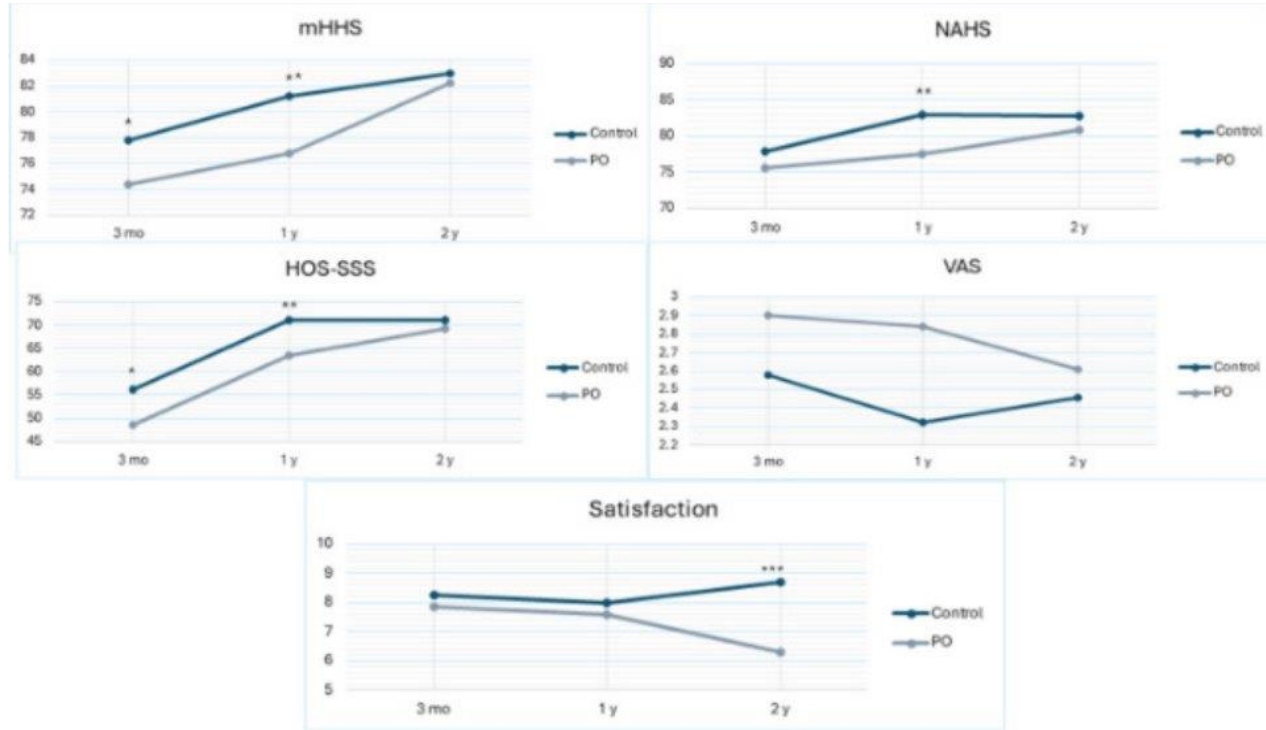 mHHS
84
82
80
78
76
74
72
*
**
3 mo
1 y
2 y
Control
PO
NAHS
90
85
80
75
70
**
3 mo
1 y
2 y
Control
PO
HOS-SSS
75
70
65
60
55
50
45
*
**
3 mo
1 y
2 y
Control
PO
VAS
3
2.9
2.8
2.7
2.6
2.5
2.4
2.3
2.2
3 mo
1 y
2 y
Control
PO
Satisfaction
10
9
8
7
6
5
***
3 mo
1 y
2 y
Control
PO